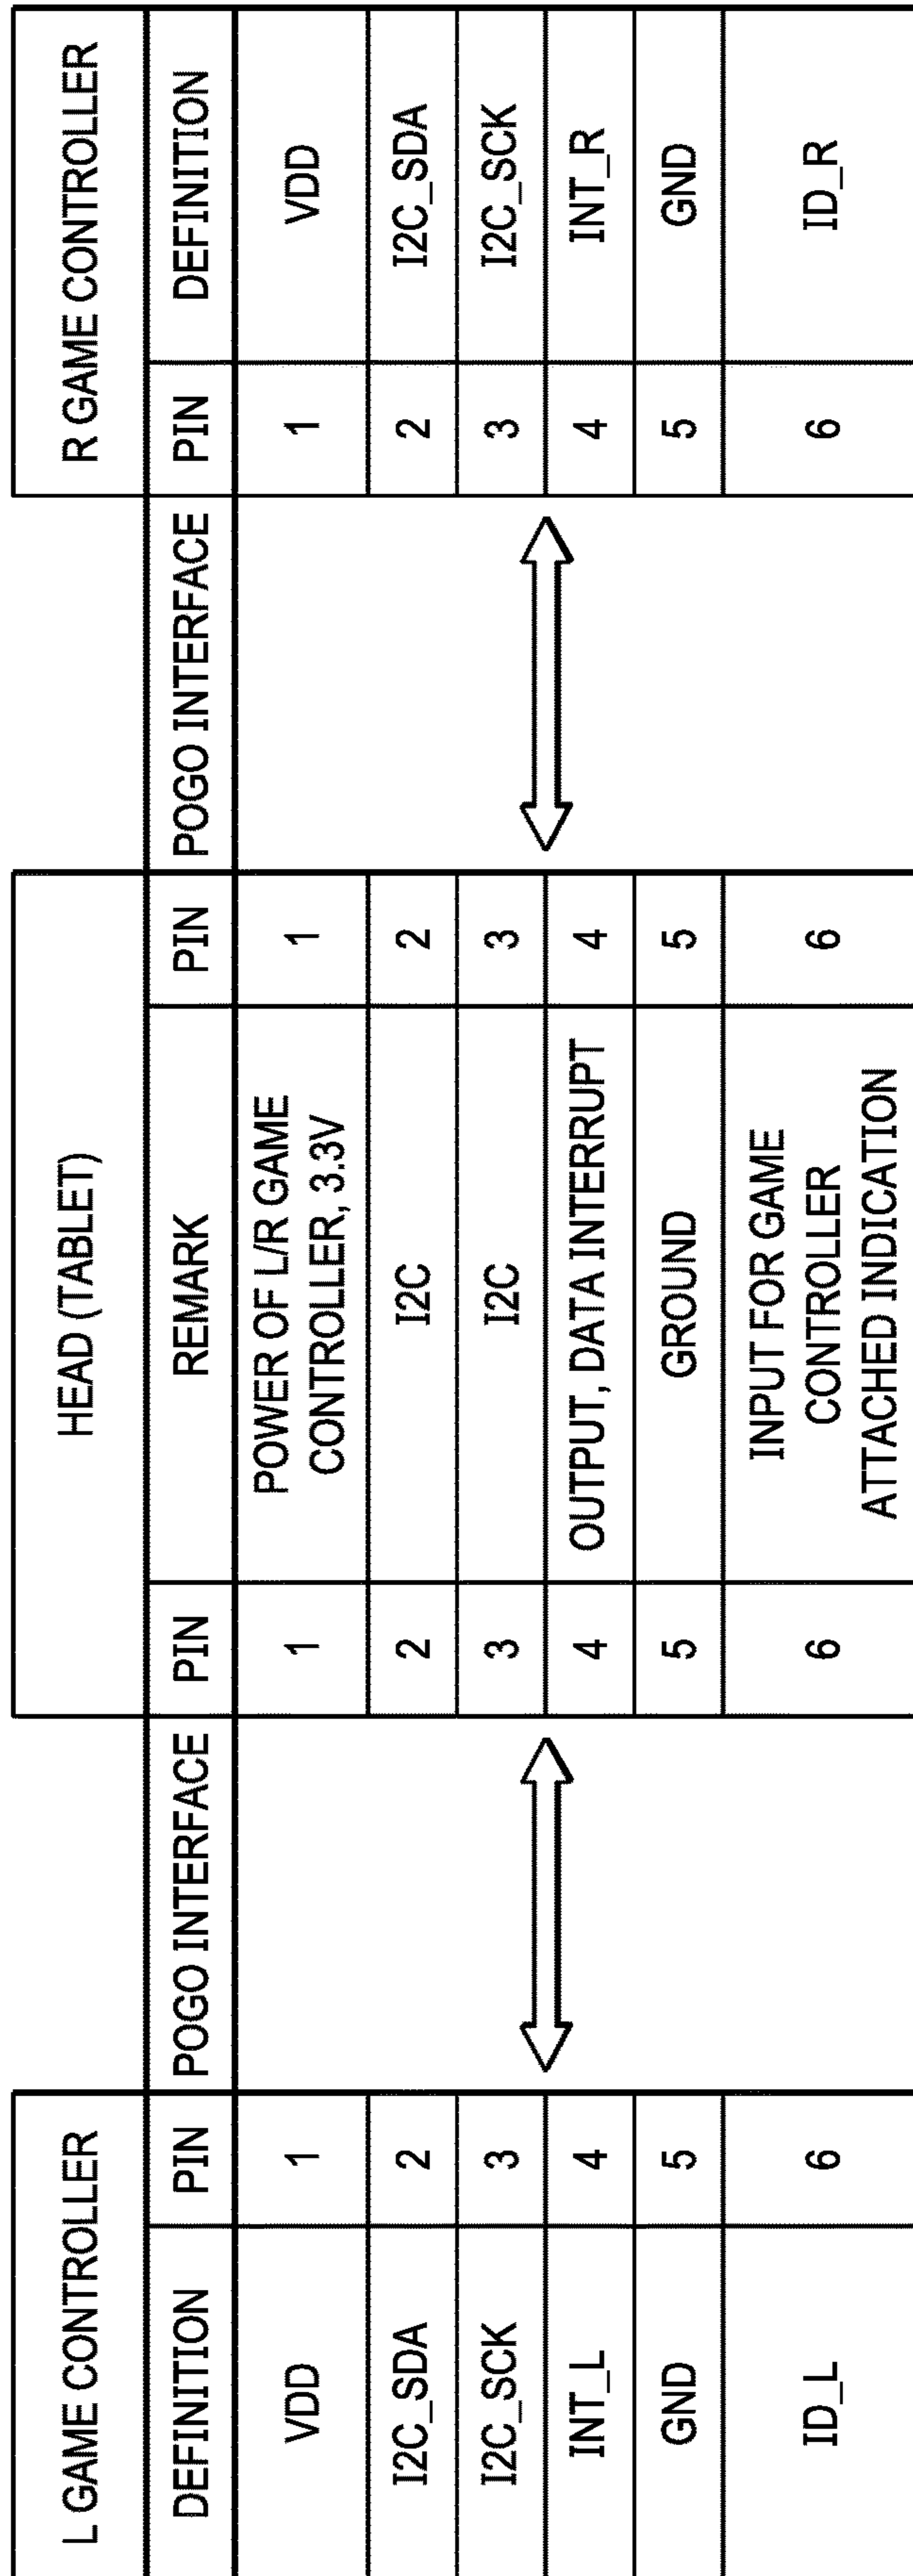 L GAME CONTROLLER HEAD (TABLET) R GAME CONTROLLER
DEFINITION PIN POGO INTERFACE PIN REMARK PIN POGO INTERFACE PIN DEFINITION
VDD 1 1 POWER OF L/R GAME
CONTROLLER, 3.3V 1 1 VDD
I2C_SDA 2 2 I2C 2 2 I2C_SDA
I2C_SCK 3 3 I2C 3 3 I2C_SCK
INT_L 4 4 OUTPUT, DATA INTERRUPT 4 4 INT_R
GND 5 5 GROUND 5 5 GND
ID_L 6 6 INPUT FOR GAME
CONTROLLER
ATTACHED INDICATION 6 6 ID_R